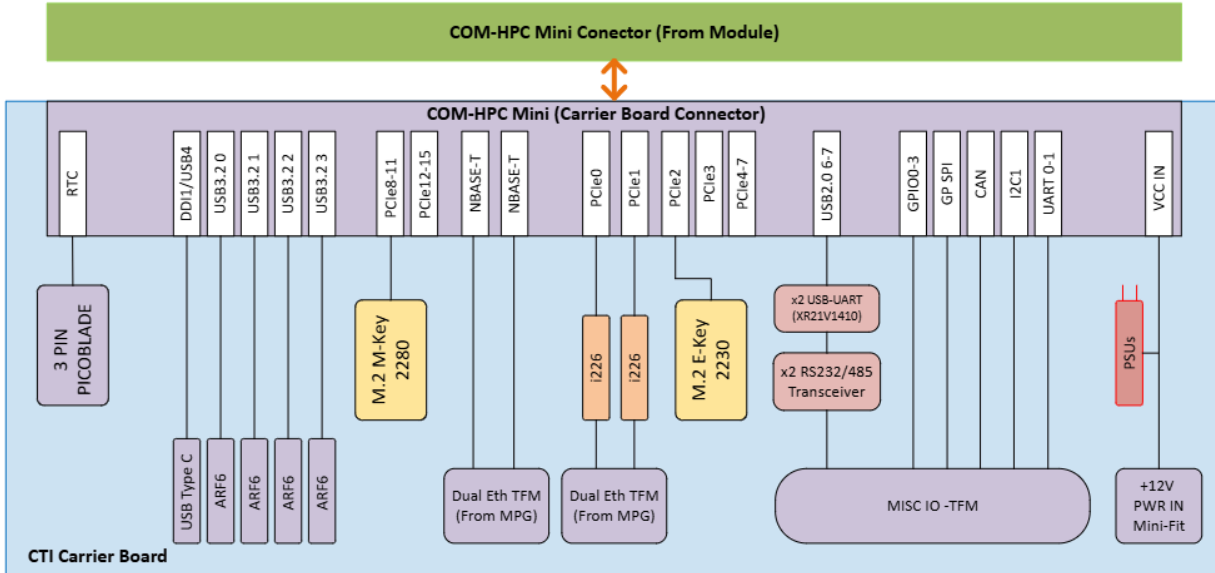 COM-HPC Mini Conector (From Module)
COM-HPC Mini (Carrier Board Connector)
RTC
DDI1/USB4
USB3.2 0
USB3.2 1
USB3.2 2
USB3.2 3
PCIe8-11
PCIe12-15
NBASE-T
NBASE-T
PCIe0
PCIe1
PCIe2
PCIe3
PCIe4-7
USB2.0 6-7
GPIO0-3
GP SPI
CAN
I2C1
UART 0-1
VCC IN
3 PIN
PICOBLADE
M.2 M-Key
2280
i226
i226
M.2 E-Key
2230
x2 USB-UART
(XR21V1410)
x2 RS232/485
Transceiver
PSUs
USB Type C
ARF6
ARF6
ARF6
ARF6
Dual Eth TFM
(From MPG)
Dual Eth TFM
(From MPG)
MISC IO -TFM
+12V
PWR IN
Mini-Fit
CTI Carrier Board